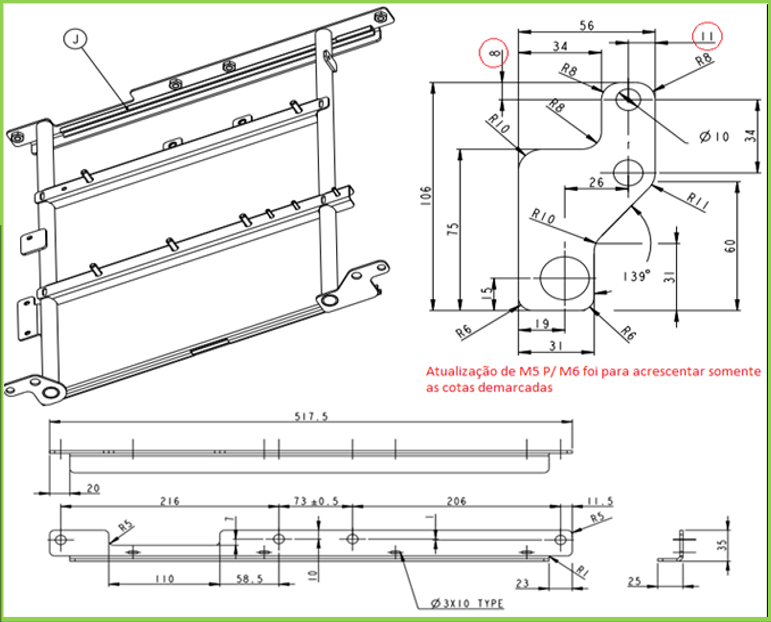 J
56
34
11
8
R8
R8
R8
R10
Ø10
34
26
R11
106
75
R10
60
139°
31
15
19
R6
R6
31
Atualização de M5 P/ M6 foi para acrescentar somente
as cotas demarcadas
517.5
20
216
73 ±0.5
206
11.5
R5
7
1
R5
35
110
58.5
10
23
R1
25
Ø3X10 TYPE